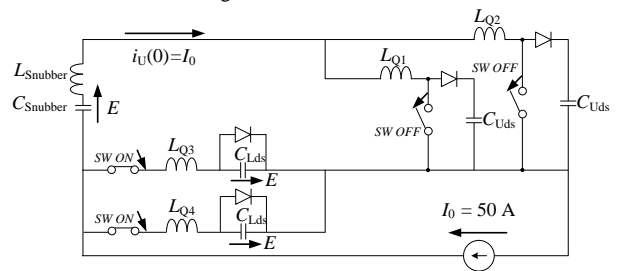 L_Q2
i_U(0)=I_0
L_Snubber
L_Q1
SW OFF
C_Snubber
E
C_Uds
SW OFF
C_Uds
SW ON
L_Q3
C_Lds
E
SW ON
L_Q4
C_Lds
I_0 = 50 A
E